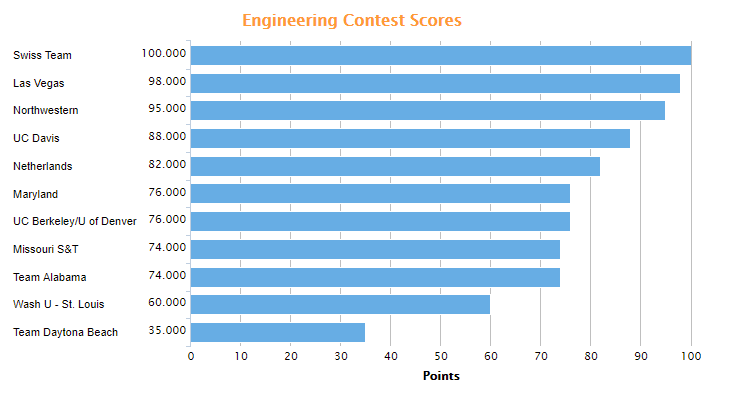 Engineering Contest Scores
Swiss Team 100.000
Las Vegas 98.000
Northwestern 95.000
UC Davis 88.000
Netherlands 82.000
Maryland 76.000
UC Berkeley/U of Denver 76.000
Missouri S&T 74.000
Team Alabama 74.000
Wash U - St. Louis 60.000
Team Daytona Beach 35.000
0 10 20 30 40 50 60 70 80 90 100
Points